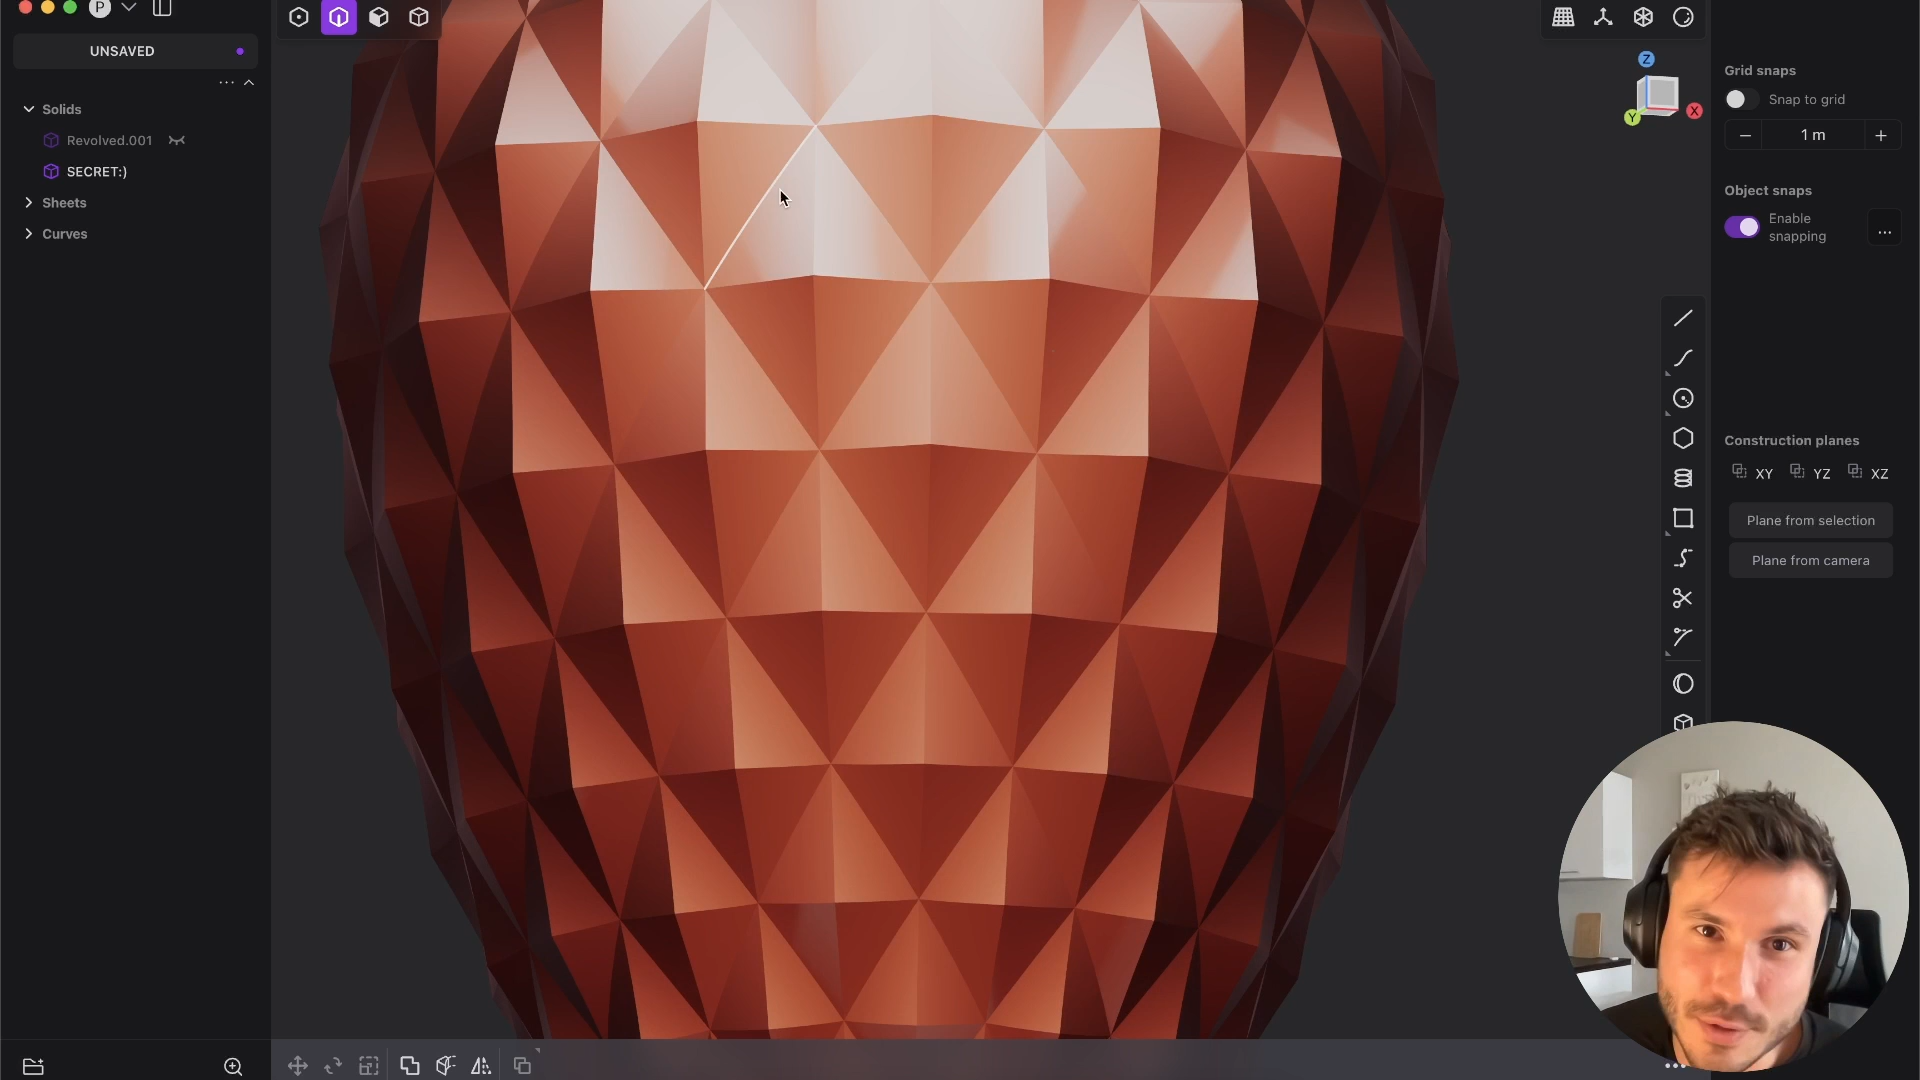 P
UNSAVED
Solids
Revolved.001
SECRET:)
Sheets
Curves
Z
Y
X
Grid snaps
Snap to grid
1 m
Object snaps
Enable
snapping
Construction planes
XY YZ XZ
Plane from selection
Plane from camera